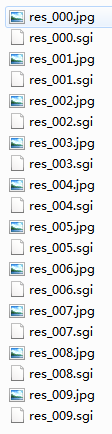 res_000.jpg
res_000.sgi
res_001.jpg
res_001.sgi
res_002.jpg
res_002.sgi
res_003.jpg
res_003.sgi
res_004.jpg
res_004.sgi
res_005.jpg
res_005.sgi
res_006.jpg
res_006.sgi
res_007.jpg
res_007.sgi
res_008.jpg
res_008.sgi
res_009.jpg
res_009.sgi